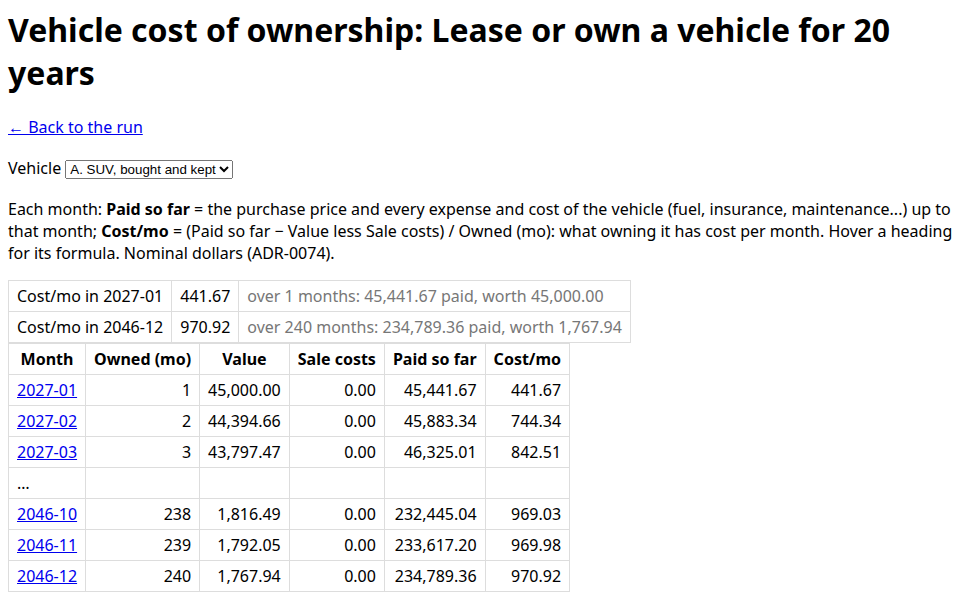 Vehicle cost of ownership: Lease or own a vehicle for 20
years
← Back to the run
Vehicle A. SUV, bought and kept
Each month: Paid so far = the purchase price and every expense and cost of the vehicle (fuel, insurance, maintenance...) up to
that month; Cost/mo = (Paid so far − Value less Sale costs) / Owned (mo): what owning it has cost per month. Hover a heading
for its formula. Nominal dollars (ADR-0074).
Cost/mo in 2027-01 441.67 over 1 months: 45,441.67 paid, worth 45,000.00
Cost/mo in 2046-12 970.92 over 240 months: 234,789.36 paid, worth 1,767.94
Month Owned (mo) Value Sale costs Paid so far Cost/mo
2027-01 1 45,000.00 0.00 45,441.67 441.67
2027-02 2 44,394.66 0.00 45,883.34 744.34
2027-03 3 43,797.47 0.00 46,325.01 842.51
...
2046-10 238 1,816.49 0.00 232,445.04 969.03
2046-11 239 1,792.05 0.00 233,617.20 969.98
2046-12 240 1,767.94 0.00 234,789.36 970.92